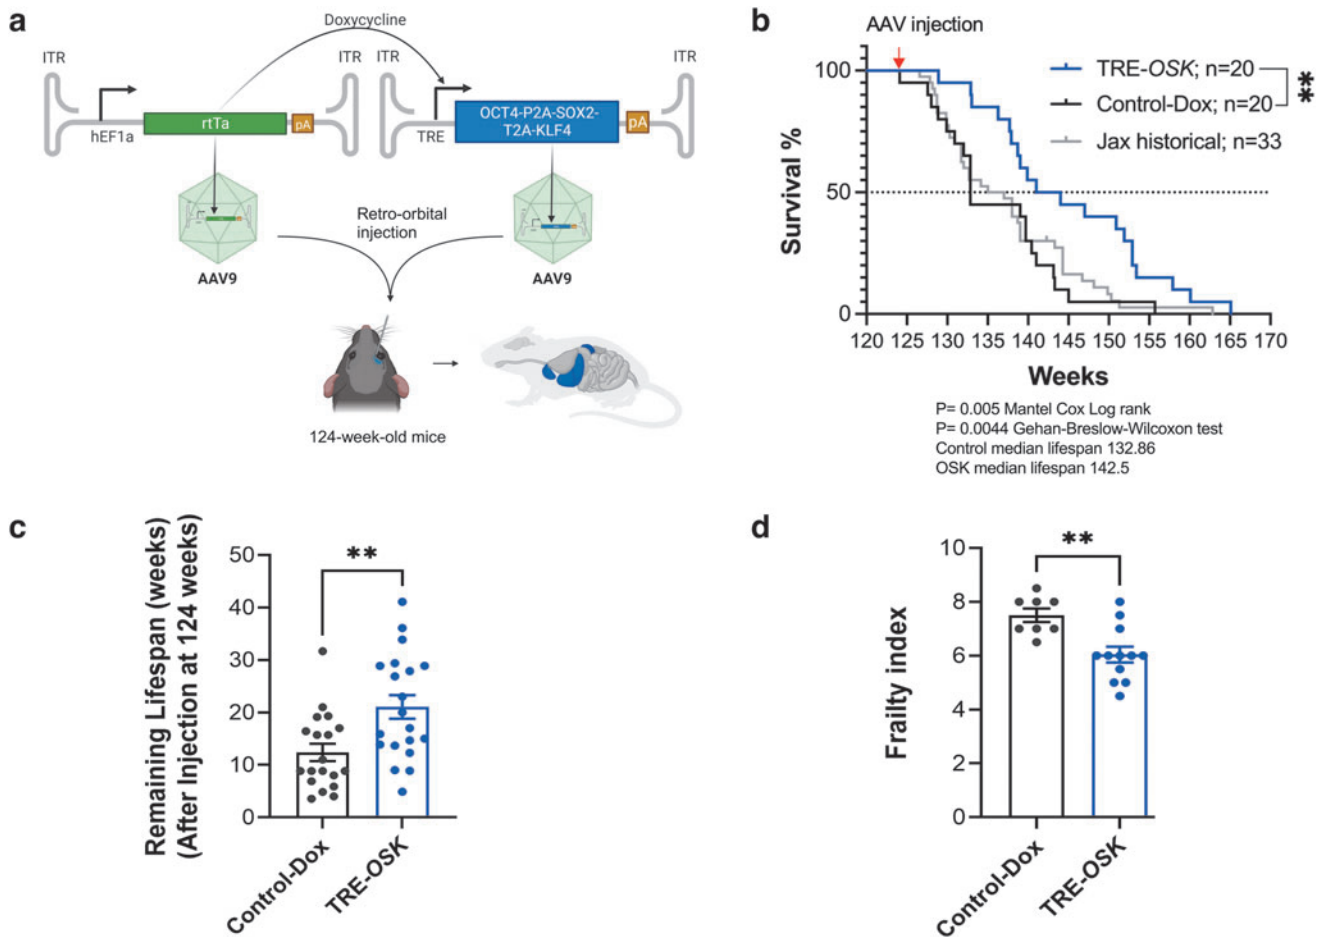 a
Doxycycline
ITR
ITR
ITR
ITR
hEF1a
rtTa
pA
TRE
OCT4-P2A-SOX2-
T2A-KLF4
pA
Retro-orbital
injection
AAV9
AAV9
124-week-old mice
b
AAV injection
TRE-OSK; n=20
Control-Dox; n=20
Jax historical; n=33
**
Survival %
100
50
0
120 125 130 135 140 145 150 155 160 165 170
Weeks
P= 0.005 Mantel Cox Log rank
P= 0.0044 Gehan-Breslow-Wilcoxon test
Control median lifespan 132.86
OSK median lifespan 142.5
c
Remaining Lifespan (weeks)
(After Injection at 124 weeks)
50
40
30
20
10
0
**
Control-Dox
TRE-OSK
d
Frailty index
10
8
6
4
2
0
**
Control-Dox
TRE-OSK